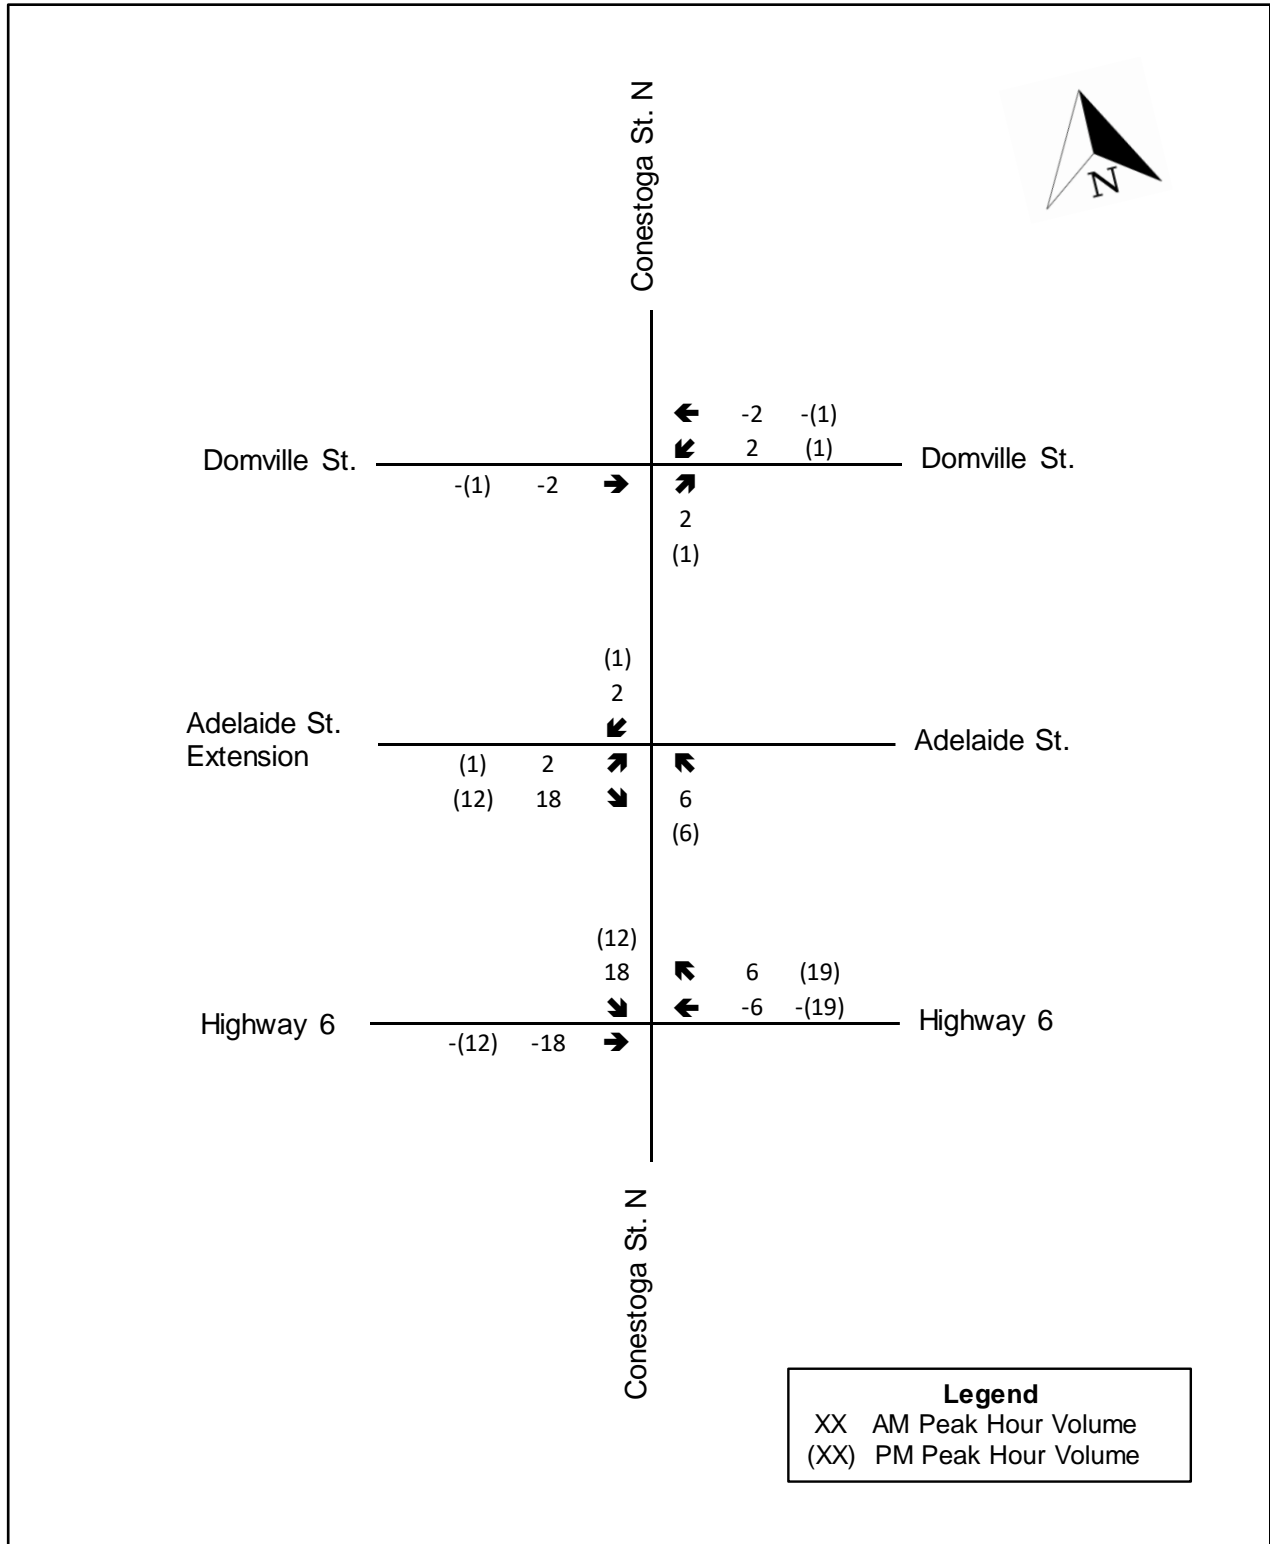 Conestoga St. N
N
🡸 -2 -(1)
🡿 2 (1)
Domville St.
Domville St.
-(1) -2 🡺
🡽
2
(1)
(1)
2
🡿
Adelaide St.
Extension
Adelaide St.
(1) 2 🡽
(12) 18 🡾
🡼
6
(6)
(12)
18
🡾
🡼 6 (19)
🡸 -6 -(19)
Highway 6
Highway 6
-(12) -18 🡺
Conestoga St. N
Legend
XX AM Peak Hour Volume
(XX) PM Peak Hour Volume